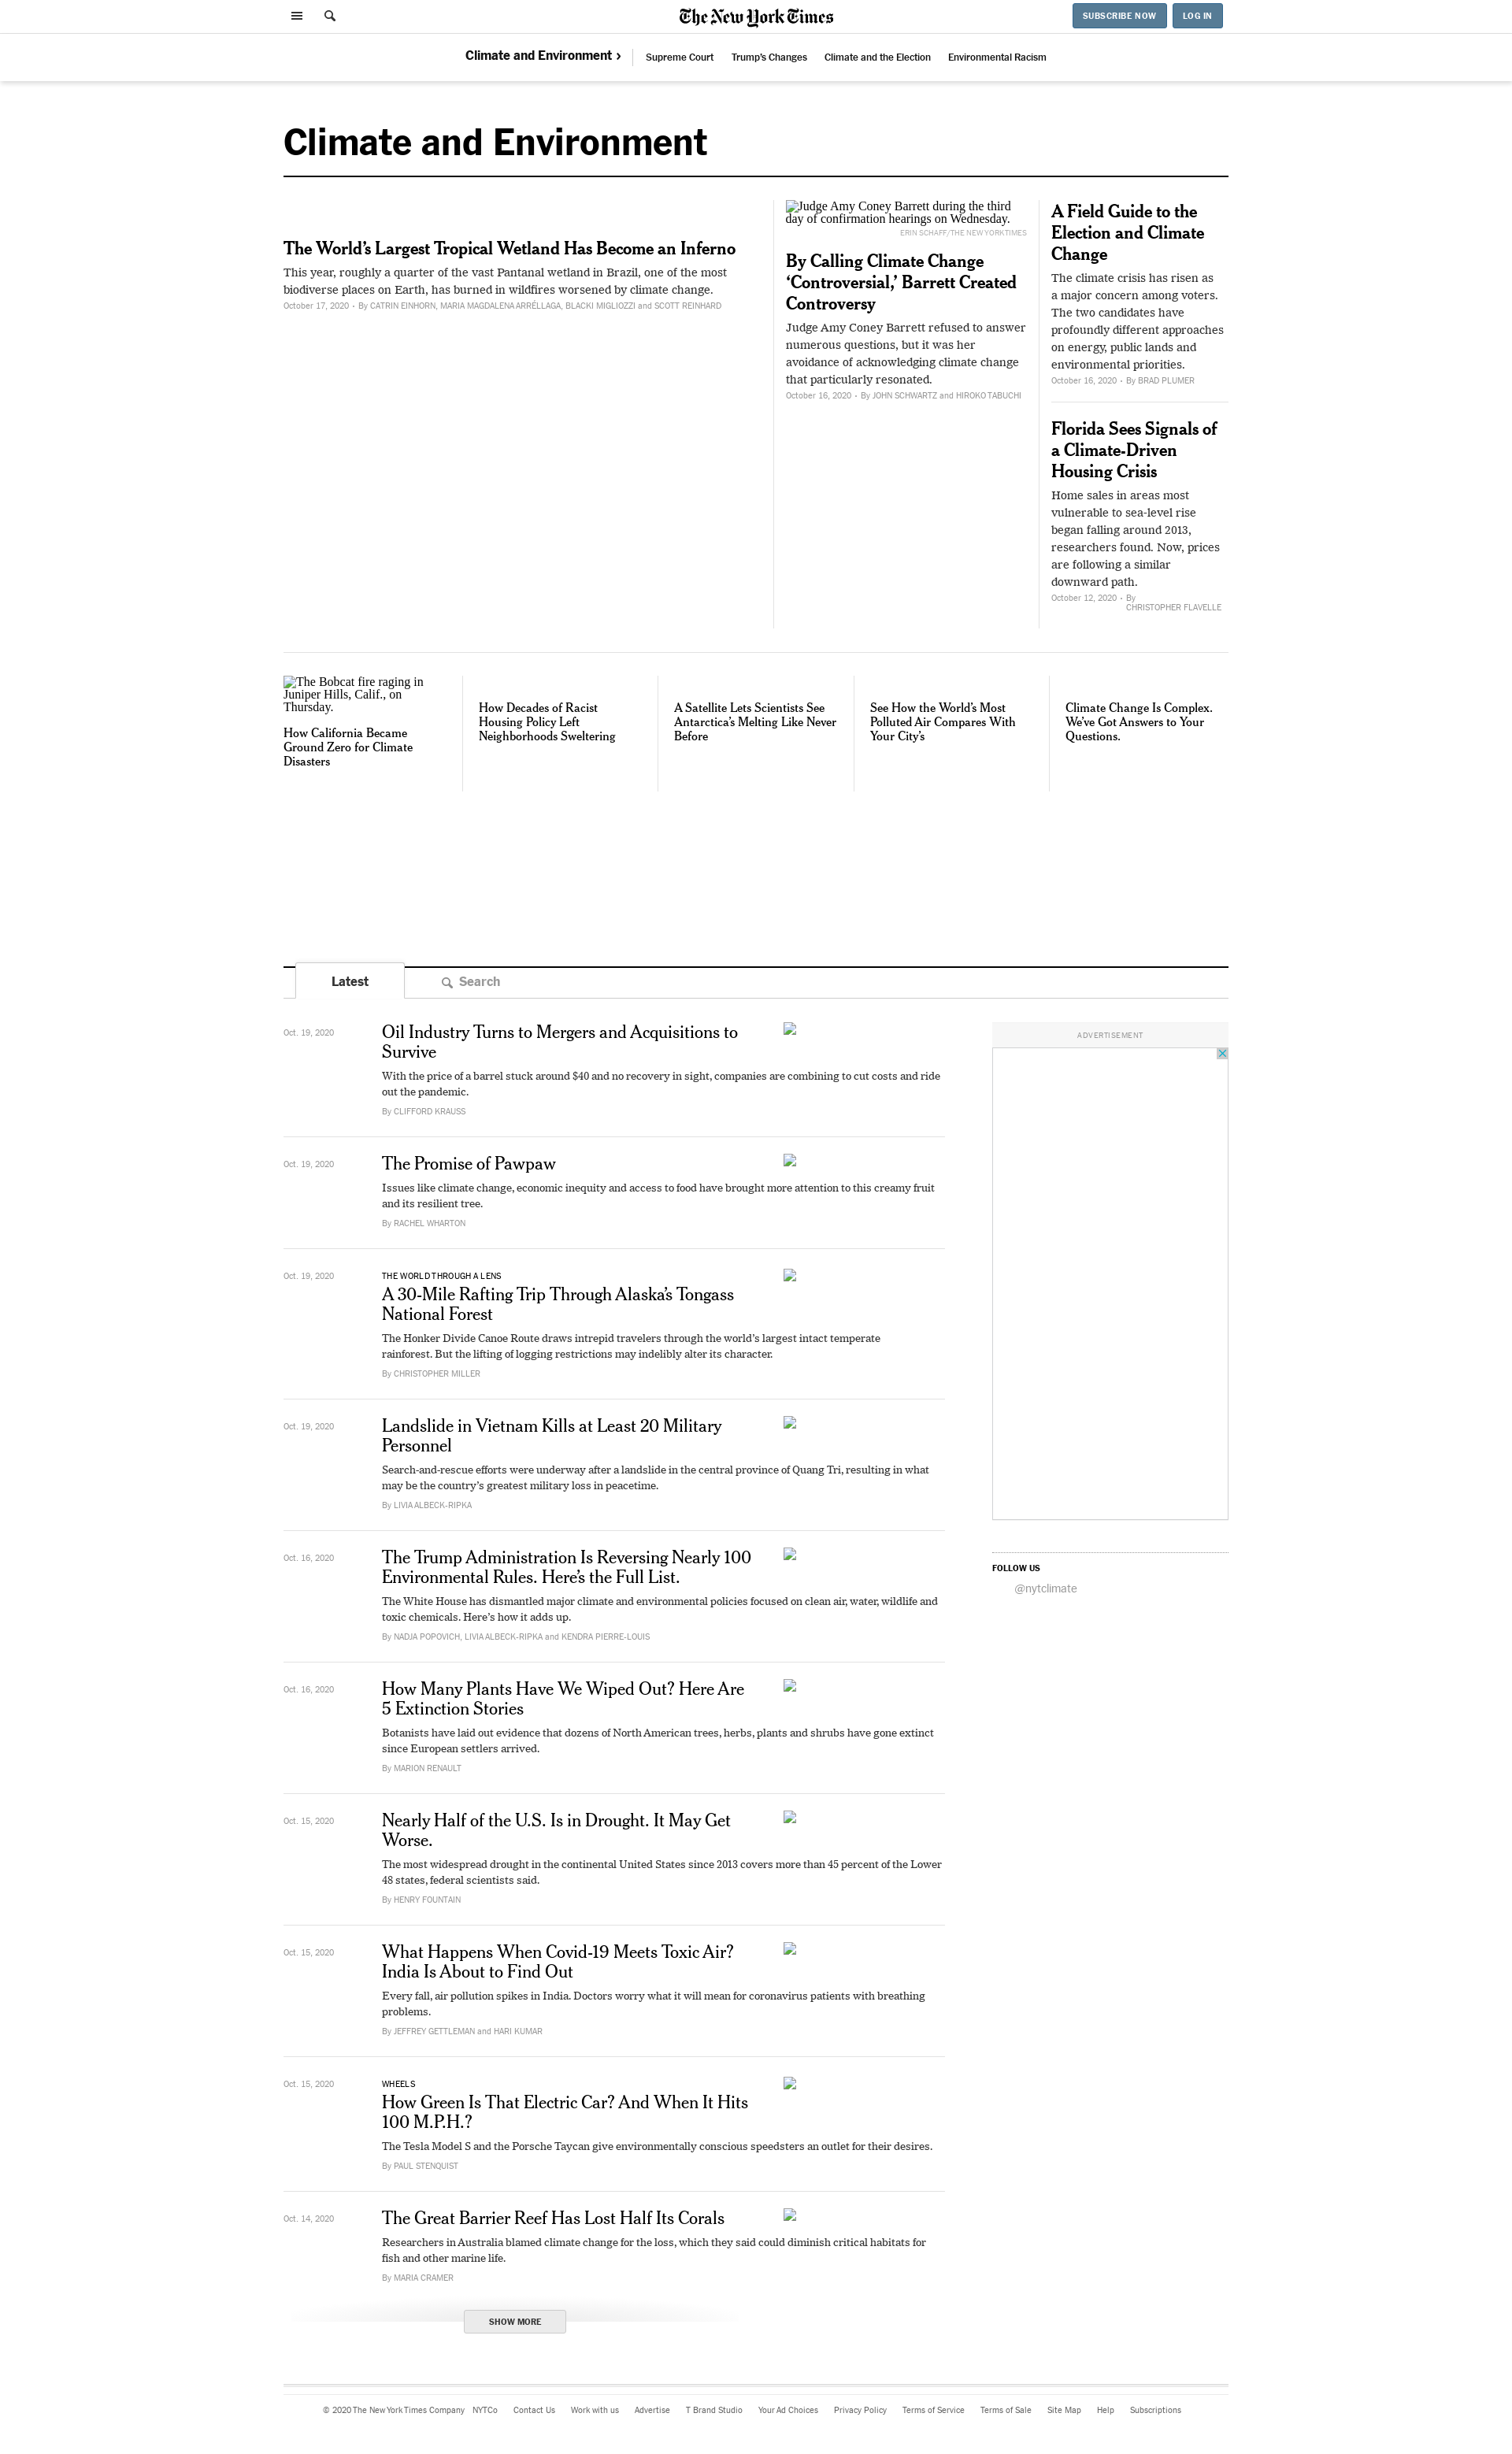 The New York Times
SUBSCRIBE NOW
LOG IN
Climate and Environment ›
Supreme Court
Trump's Changes
Climate and the Election
Environmental Racism
Climate and Environment
The World’s Largest Tropical Wetland Has Become an Inferno
This year, roughly a quarter of the vast Pantanal wetland in Brazil, one of the most
biodiverse places on Earth, has burned in wildfires worsened by climate change.
October 17, 2020 · By CATRIN EINHORN, MARIA MAGDALENA ARRÉLLAGA, BLACKI MIGLIOZZI and SCOTT REINHARD
Judge Amy Coney Barrett during the third
day of confirmation hearings on Wednesday.
ERIN SCHAFF/THE NEW YORK TIMES
By Calling Climate Change
‘Controversial,’ Barrett Created
Controversy
Judge Amy Coney Barrett refused to answer
numerous questions, but it was her
avoidance of acknowledging climate change
that particularly resonated.
October 16, 2020 · By JOHN SCHWARTZ and HIROKO TABUCHI
A Field Guide to the
Election and Climate
Change
The climate crisis has risen as
a major concern among voters.
The two candidates have
profoundly different approaches
on energy, public lands and
environmental priorities.
October 16, 2020 · By BRAD PLUMER
Florida Sees Signals of
a Climate-Driven
Housing Crisis
Home sales in areas most
vulnerable to sea-level rise
began falling around 2013,
researchers found. Now, prices
are following a similar
downward path.
October 12, 2020 · By
CHRISTOPHER FLAVELLE
The Bobcat fire raging in
Juniper Hills, Calif., on
Thursday.
How California Became
Ground Zero for Climate
Disasters
How Decades of Racist
Housing Policy Left
Neighborhoods Sweltering
A Satellite Lets Scientists See
Antarctica’s Melting Like Never
Before
See How the World’s Most
Polluted Air Compares With
Your City’s
Climate Change Is Complex.
We’ve Got Answers to Your
Questions.
Latest
Search
Oct. 19, 2020
Oil Industry Turns to Mergers and Acquisitions to
Survive
With the price of a barrel stuck around $40 and no recovery in sight, companies are combining to cut costs and ride
out the pandemic.
By CLIFFORD KRAUSS
Oct. 19, 2020
The Promise of Pawpaw
Issues like climate change, economic inequity and access to food have brought more attention to this creamy fruit
and its resilient tree.
By RACHEL WHARTON
Oct. 19, 2020
THE WORLD THROUGH A LENS
A 30-Mile Rafting Trip Through Alaska’s Tongass
National Forest
The Honker Divide Canoe Route draws intrepid travelers through the world’s largest intact temperate
rainforest. But the lifting of logging restrictions may indelibly alter its character.
By CHRISTOPHER MILLER
Oct. 19, 2020
Landslide in Vietnam Kills at Least 20 Military
Personnel
Search-and-rescue efforts were underway after a landslide in the central province of Quang Tri, resulting in what
may be the country’s greatest military loss in peacetime.
By LIVIA ALBECK-RIPKA
Oct. 16, 2020
The Trump Administration Is Reversing Nearly 100
Environmental Rules. Here’s the Full List.
The White House has dismantled major climate and environmental policies focused on clean air, water, wildlife and
toxic chemicals. Here’s how it adds up.
By NADJA POPOVICH, LIVIA ALBECK-RIPKA and KENDRA PIERRE-LOUIS
Oct. 16, 2020
How Many Plants Have We Wiped Out? Here Are
5 Extinction Stories
Botanists have laid out evidence that dozens of North American trees, herbs, plants and shrubs have gone extinct
since European settlers arrived.
By MARION RENAULT
Oct. 15, 2020
Nearly Half of the U.S. Is in Drought. It May Get
Worse.
The most widespread drought in the continental United States since 2013 covers more than 45 percent of the Lower
48 states, federal scientists said.
By HENRY FOUNTAIN
Oct. 15, 2020
What Happens When Covid-19 Meets Toxic Air?
India Is About to Find Out
Every fall, air pollution spikes in India. Doctors worry what it will mean for coronavirus patients with breathing
problems.
By JEFFREY GETTLEMAN and HARI KUMAR
Oct. 15, 2020
WHEELS
How Green Is That Electric Car? And When It Hits
100 M.P.H.?
The Tesla Model S and the Porsche Taycan give environmentally conscious speedsters an outlet for their desires.
By PAUL STENQUIST
Oct. 14, 2020
The Great Barrier Reef Has Lost Half Its Corals
Researchers in Australia blamed climate change for the loss, which they said could diminish critical habitats for
fish and other marine life.
By MARIA CRAMER
SHOW MORE
ADVERTISEMENT
FOLLOW US
@nytclimate
© 2020 The New York Times Company
NYTCo
Contact Us
Work with us
Advertise
T Brand Studio
Your Ad Choices
Privacy Policy
Terms of Service
Terms of Sale
Site Map
Help
Subscriptions